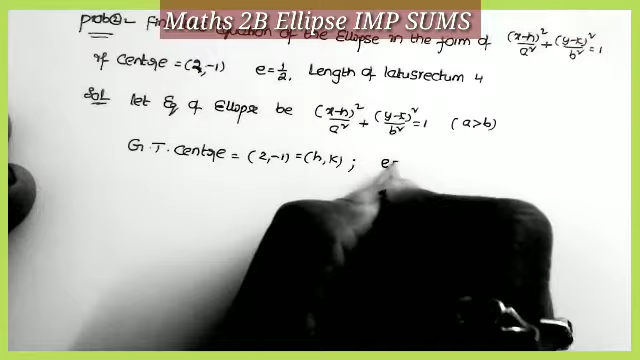 Maths 2B Ellipse IMP SUMS
prob② - Equation of the Ellipse in the form of (x-h)²/a² + (y-k)²/b² = 1
if centre = (2,-1) e=1/2, Length of latusrectum 4
Sol let Eq of Ellipse be (x-h)²/a² + (y-k)²/b² = 1 (a>b)
G.T. centre = (2,-1) = (h,k); e=